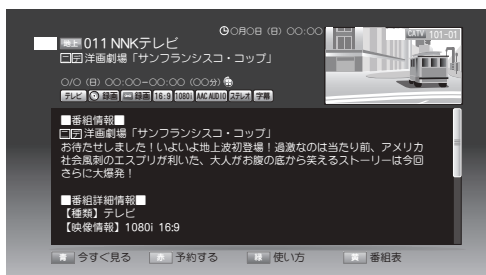 ○月○日 (日) ○○:○○
CATV 101-01
地上 011 NNKテレビ
二字 洋画劇場「サンフランシスコ・コップ」
○/○ (日) ○○:○○-○○:○○ (○○分)
テレビ 録画 録画 16:9 1080i AAC AUDIO ステレオ 字幕
■番組情報■
二字 洋画劇場「サンフランシスコ・コップ」
お待たせしました!いよいよ地上波初登場!過激なのは当たり前、アメリカ
社会風刺のエスプリが利いた、大人がお腹の底から笑えるストーリーは今回
さらに大爆発!
■番組詳細情報■
【種類】テレビ
【映像情報】1080i 16:9
青 今すぐ見る 赤 予約する 緑 使い方 黄 番組表